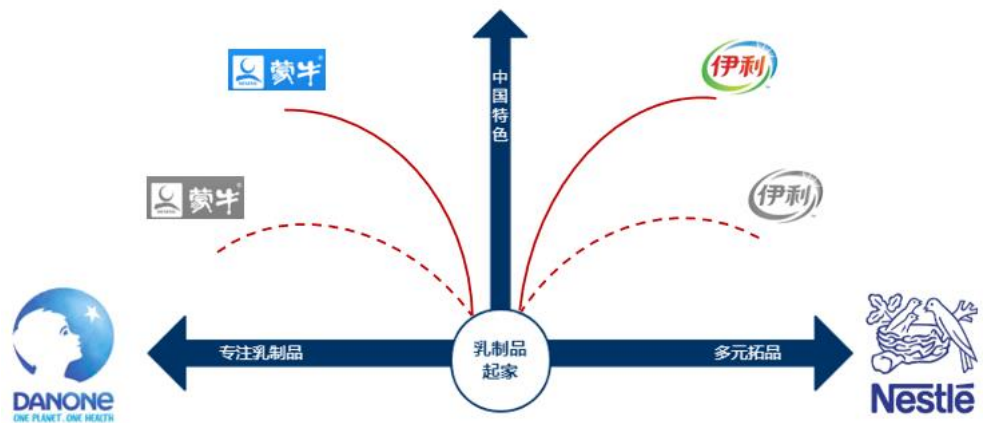 蒙牛
伊利
中国特色
蒙牛
伊利
专注乳制品
乳制品
起家
多元拓品
DANONE
ONE PLANET. ONE HEALTH
Nestlé